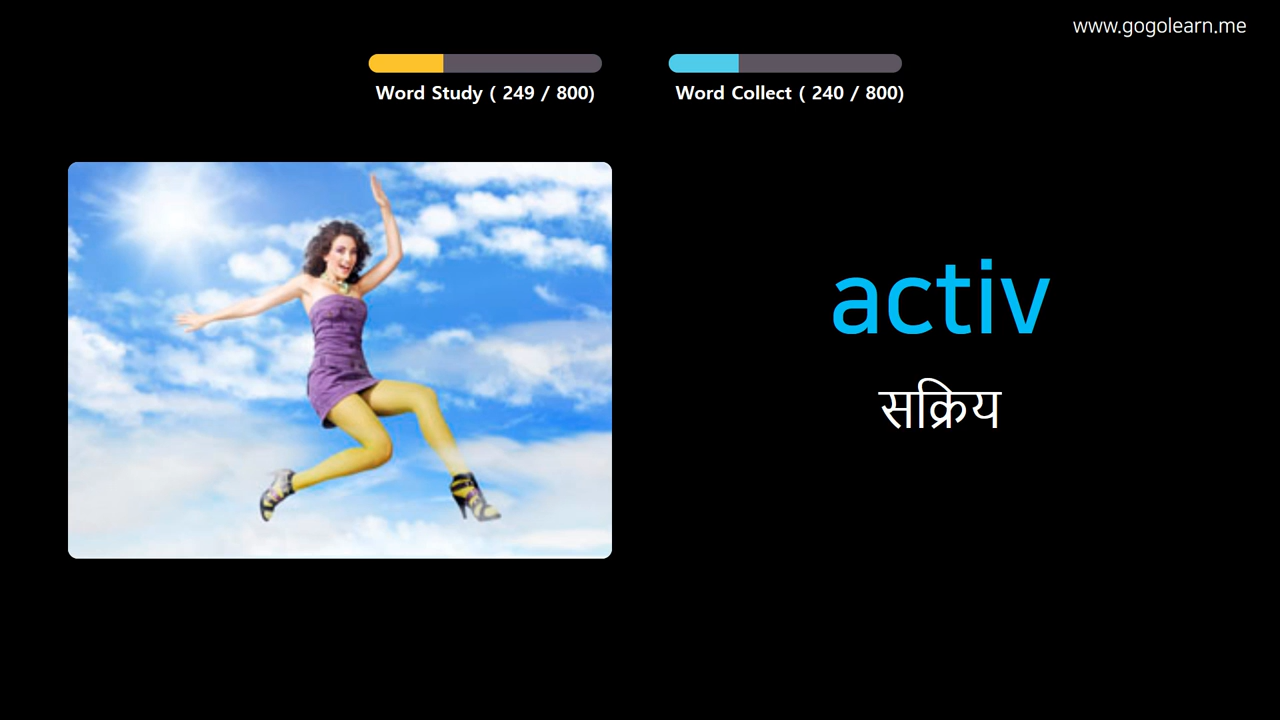 www.gogolearn.me
Word Study ( 249 / 800)
Word Collect ( 240 / 800)
activ
सक्रिय